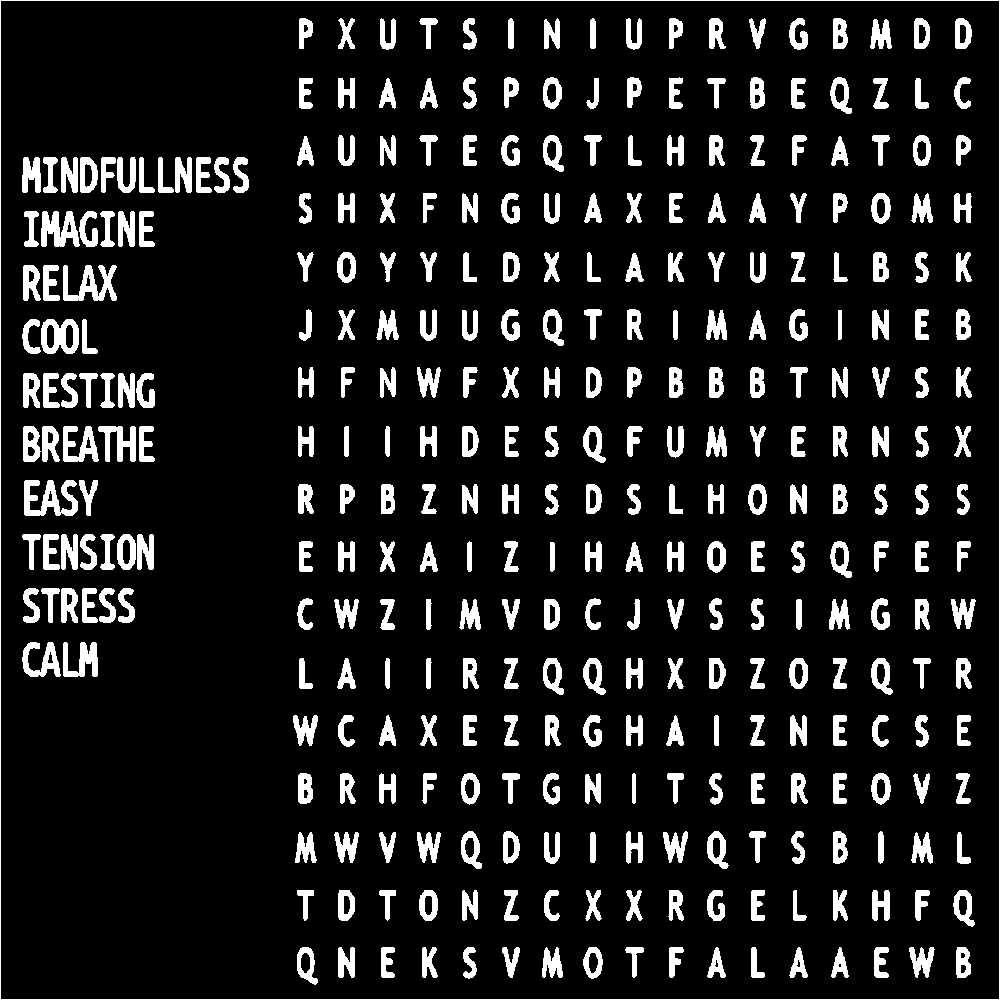 MINDFULLNESS
IMAGINE
RELAX
COOL
RESTING
BREATHE
EASY
TENSION
STRESS
CALM
P X U T S I N I U P R V G B M D D
E H A A S P O J P E T B E Q Z L C
A U N T E G Q T L H R Z F A T O P
S H X F N G U A X E A A Y P O M H
Y O Y Y L D X L A K Y U Z L B S K
J X M U U G Q T R I M A G I N E B
H F N W F X H D P B B B T N V S K
H I I H D E S Q F U M Y E R N S X
R P B Z N H S D S L H O N B S S S
E H X A I Z I H A H O E S Q F E F
C W Z I M V D C J V S S I M G R W
L A I I R Z Q Q H X D Z O Z Q T R
W C A X E Z R G H A I Z N E C S E
B R H F O T G N I T S E R E O V Z
M W V W Q D U I H W Q T S B I M L
T D T O N Z C X X R G E L K H F Q
Q N E K S V M O T F A L A A E W B